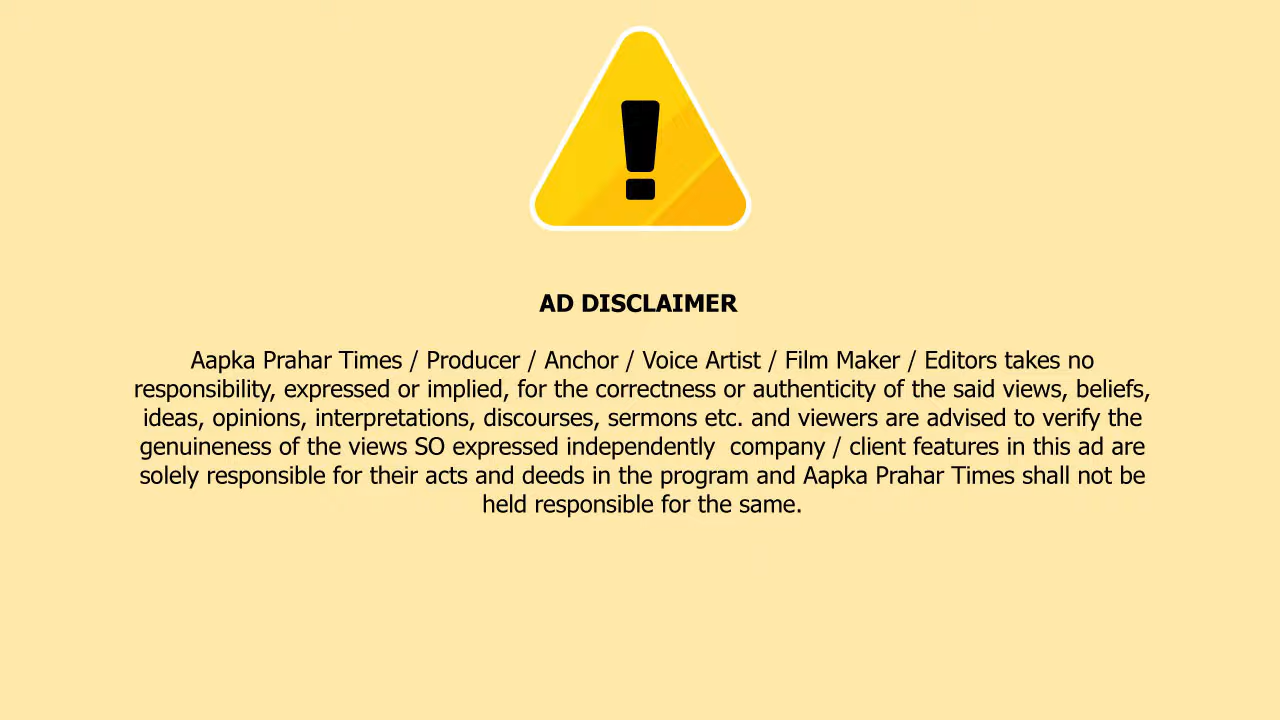 AD DISCLAIMER
Aapka Prahar Times / Producer / Anchor / Voice Artist / Film Maker / Editors takes no
responsibility, expressed or implied, for the correctness or authenticity of the said views, beliefs,
ideas, opinions, interpretations, discourses, sermons etc. and viewers are advised to verify the
genuineness of the views SO expressed independently  company / client features in this ad are
solely responsible for their acts and deeds in the program and Aapka Prahar Times shall not be
held responsible for the same.